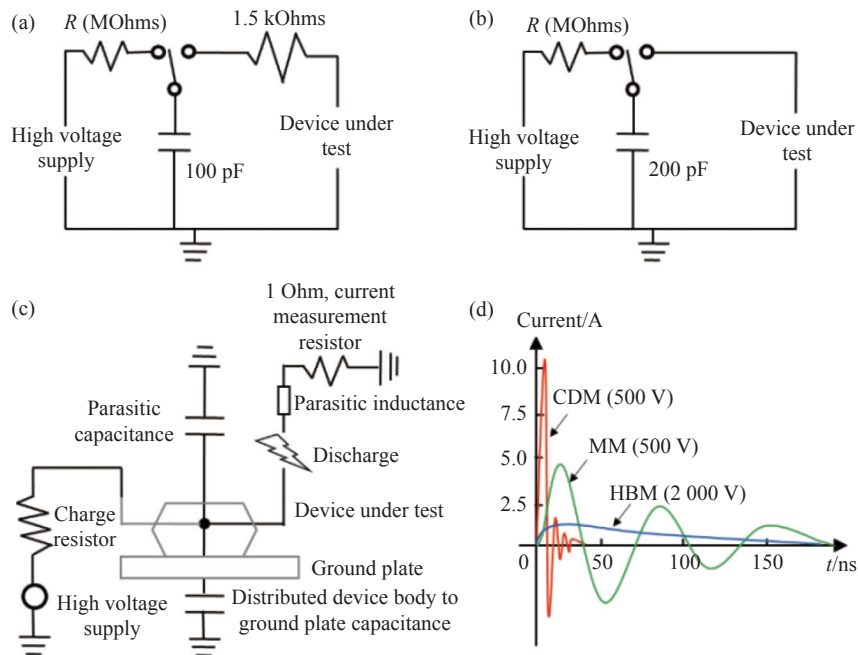 (a)
R (MOhms)
1.5 kOhms
High voltage
supply
100 pF
Device under
test
(b)
R (MOhms)
High voltage
supply
200 pF
Device under
test
(c)
1 Ohm, current
measurement
resistor
Parasitic
capacitance
Parasitic inductance
Discharge
Charge
resistor
Device under test
Ground plate
High voltage
supply
Distributed device body to
ground plate capacitance
(d)
Current/A
10.0
7.5
5.0
2.5
CDM (500 V)
MM (500 V)
HBM (2 000 V)
0
50
100
150
t/ns